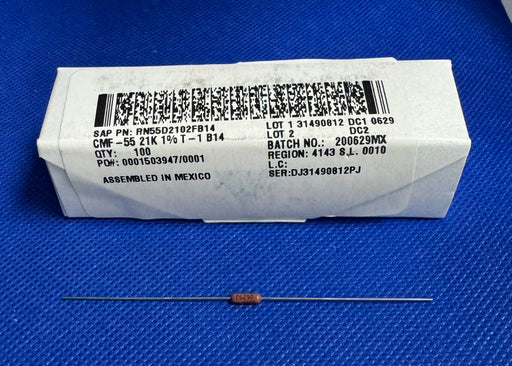 SAP PN: RN55D2102FB14
CMF-55 21K 1% T-1 B14
QTY: 100
PO#: 0001503947/0001
ASSEMBLED IN MEXICO
LOT 1 31490812 DC1 0629
LOT 2 DC2
BATCH NO.: 200629MX
REGION: 4143 S.L. 0010
L.C:
SER:DJ31490812PJ